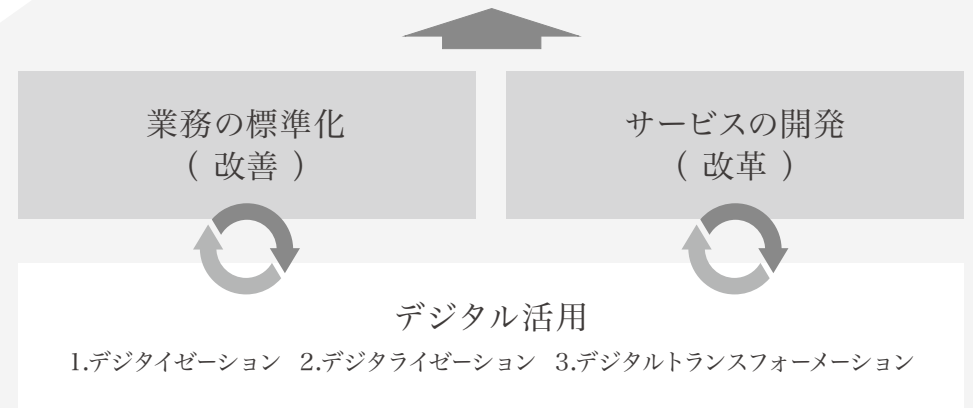 業務の標準化
（ 改善 ）
サービスの開発
（ 改革 ）
デジタル活用
1.デジタイゼーション 2.デジタライゼーション 3.デジタルトランスフォーメーション